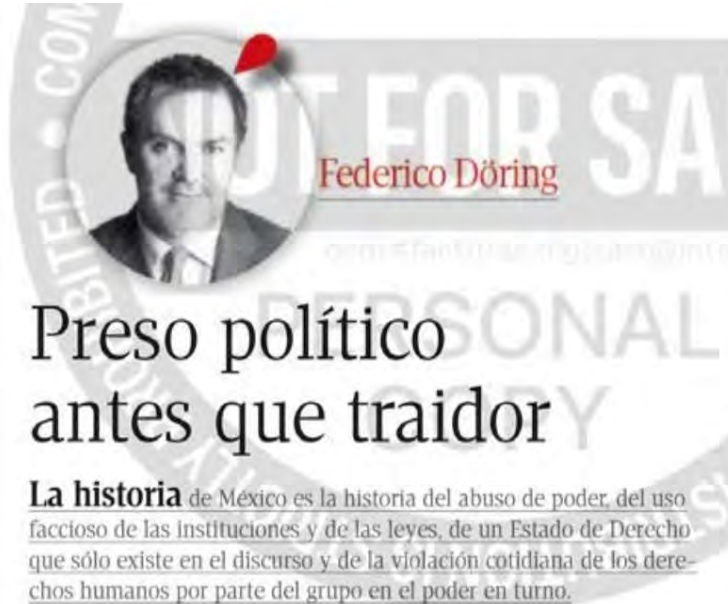 Federico Döring
Preso político
antes que traidor
La historia de México es la historia del abuso de poder, del uso
faccioso de las instituciones y de las leyes, de un Estado de Derecho
que sólo existe en el discurso y de la violación cotidiana de los dere-
chos humanos por parte del grupo en el poder en turno.
FOR SA
PERSONAL
COPY